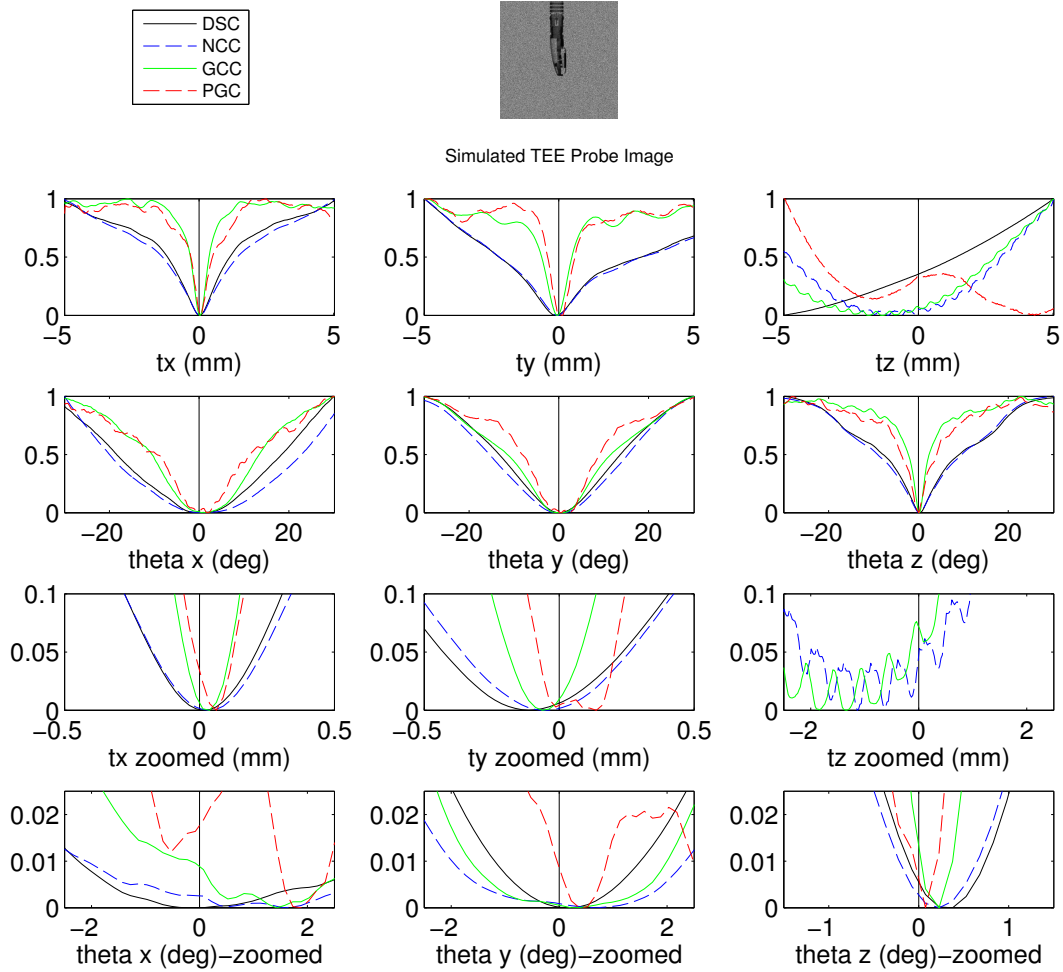 DSC
NCC
GCC
PGC
Simulated TEE Probe Image
1
0.5
0
−5 0 5
tx (mm)
1
0.5
0
−5 0 5
ty (mm)
1
0.5
0
−5 0 5
tz (mm)
1
0.5
0
−20 0 20
theta x (deg)
1
0.5
0
−20 0 20
theta y (deg)
1
0.5
0
−20 0 20
theta z (deg)
0.1
0.05
0
−0.5 0 0.5
tx zoomed (mm)
0.1
0.05
0
−0.5 0 0.5
ty zoomed (mm)
0.1
0.05
0
−2 0 2
tz zoomed (mm)
0.02
0.01
0
−2 0 2
theta x (deg)−zoomed
0.02
0.01
0
−2 0 2
theta y (deg)−zoomed
0.02
0.01
0
−1 0 1
theta z (deg)−zoomed